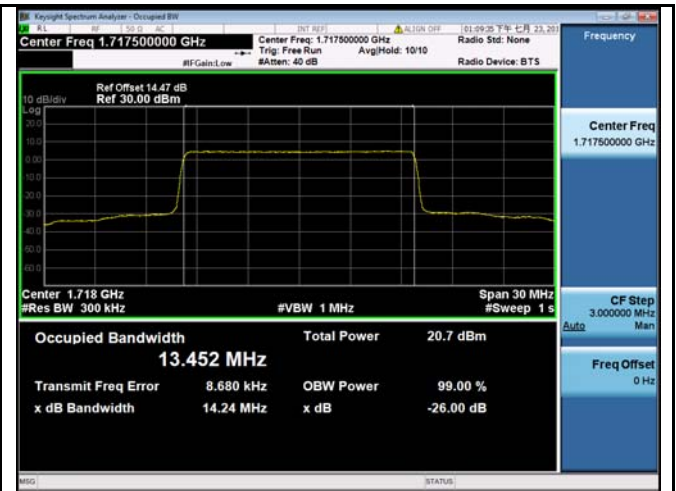 Keysight Spectrum Analyzer - Occupied BW
RL RF 50 Ω AC INT REF ALIGN OFF 01:09:35 下午 七月 23, 201
Center Freq 1.717500000 GHz
Center Freq: 1.717500000 GHz
Radio Std: None
Trig: Free Run Avg|Hold: 10/10
#IFGain:Low #Atten: 40 dB Radio Device: BTS
Frequency
Ref Offset 14.47 dB
10 dB/div Ref 30.00 dBm
Log
20.0
10.0
0.00
-10.0
-20.0
-30.0
-40.0
-50.0
-60.0
Center Freq
1.717500000 GHz
Center 1.718 GHz Span 30 MHz
#Res BW 300 kHz #VBW 1 MHz #Sweep 1 s
CF Step
3.000000 MHz
Auto Man
Occupied Bandwidth Total Power 20.7 dBm
13.452 MHz
Freq Offset
0 Hz
Transmit Freq Error 8.680 kHz OBW Power 99.00 %
x dB Bandwidth 14.24 MHz x dB -26.00 dB
MSG STATUS